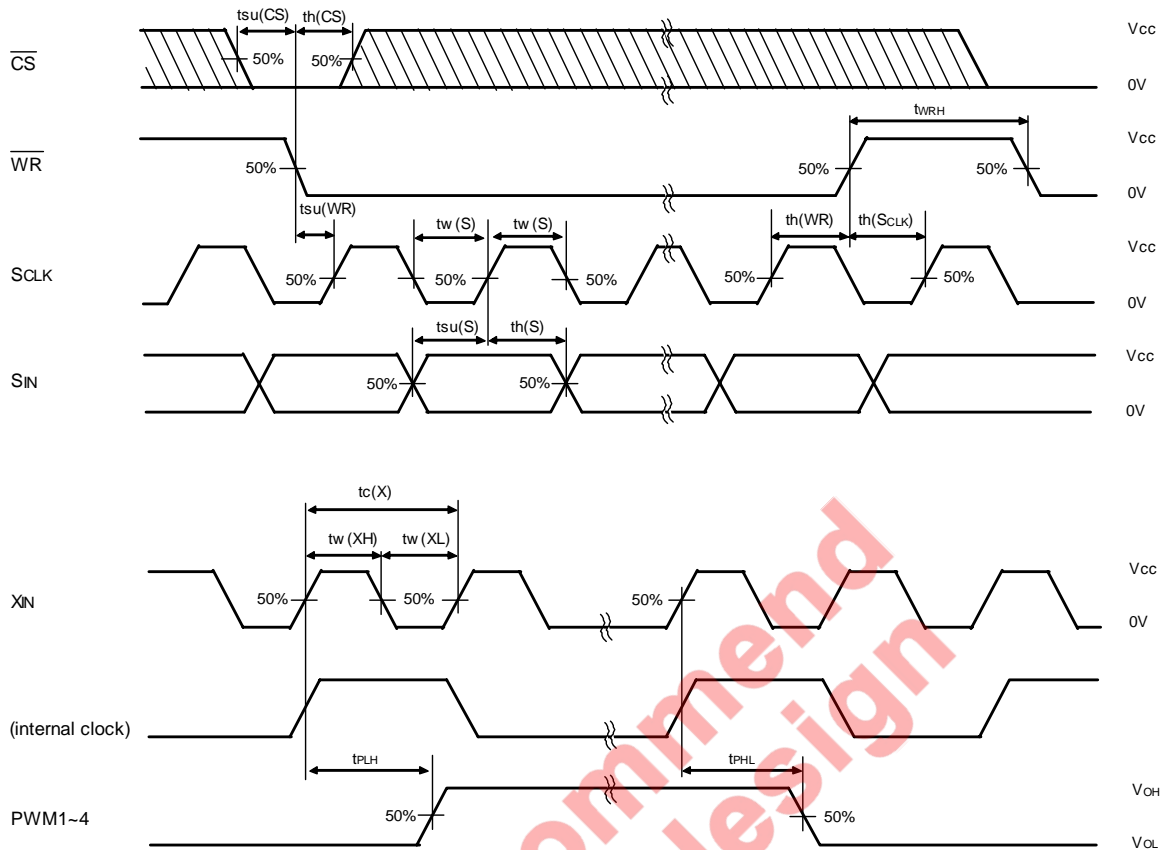 tsu(CS) th(CS)
CS 50% 50% Vcc
0V
tWRH
WR 50% 50% 50% Vcc
0V
tsu(WR) tw (S) tw (S) th(WR) th(SCLK)
SCLK 50% 50% 50% 50% 50% Vcc
0V
tsu(S) th(S)
SIN 50% 50% Vcc
0V
tc(X)
tw (XH) tw (XL)
XIN 50% 50% 50% Vcc
0V
(internal clock)
tPLH tPHL
PWM1~4 50% 50% VOH
VOL
ommend
design